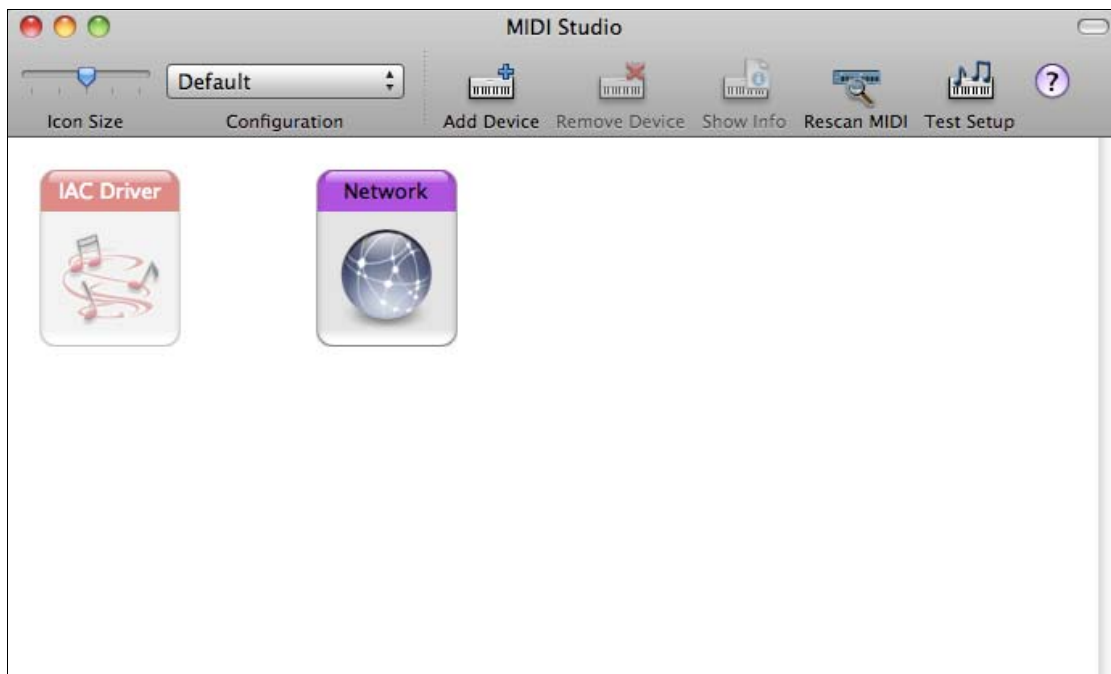 MIDI Studio
Default
Icon Size Configuration Add Device Remove Device Show Info Rescan MIDI Test Setup
?
IAC Driver Network